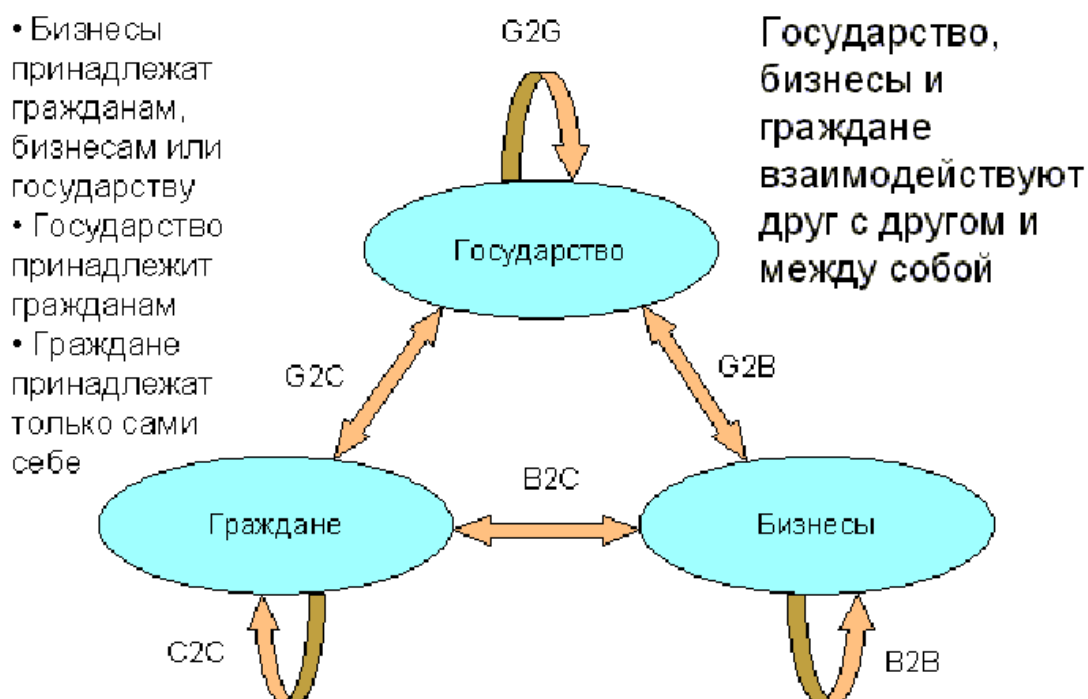 • Бизнесы
принадлежат
гражданам,
бизнесам или
государству
• Государство
принадлежит
гражданам
• Граждане
принадлежат
только сами
себе
G2G
Государство,
бизнесы и
граждане
взаимодействуют
друг с другом и
между собой
Государство
G2C
G2B
B2C
Граждане
Бизнесы
C2C
B2B